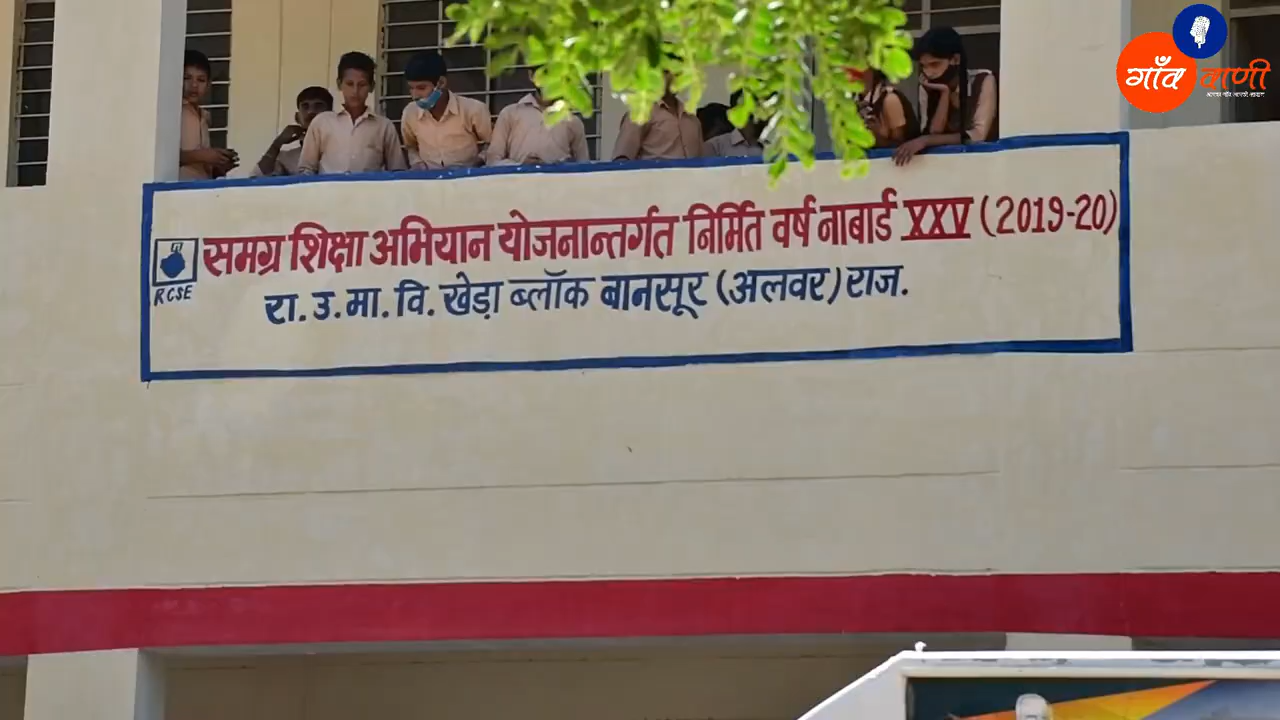 गाँव वाणी
समग्र शिक्षा अभियान योजनान्तर्गत निर्मित वर्ष नाबार्ड XXV (2019-20)
RCSE
रा. उ. मा. वि. खेड़ा ब्लॉक बानसूर (अलवर) राज.